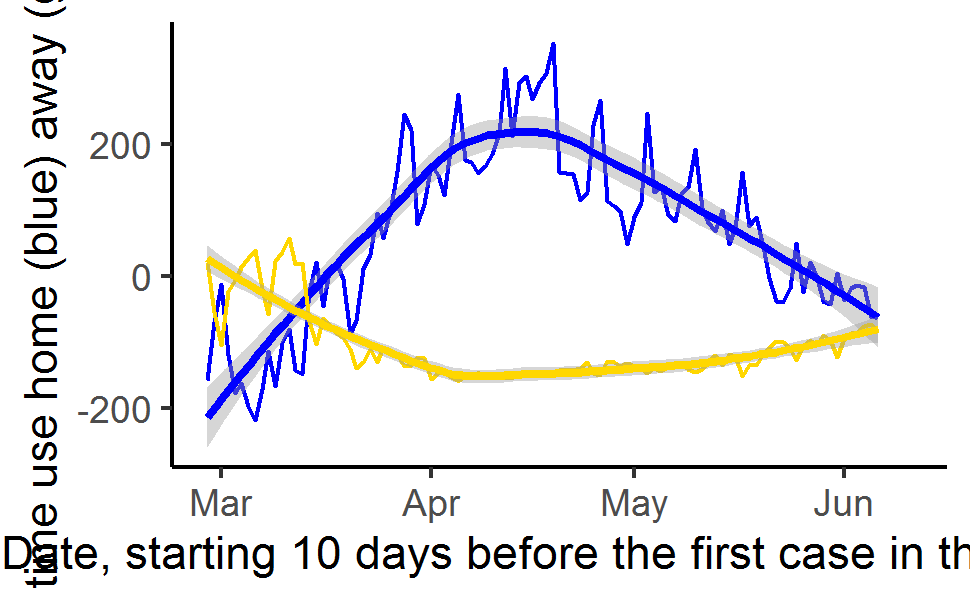 time use home (blue) away (
200
0
-200
Mar Apr May Jun
Date, starting 10 days before the first case in th